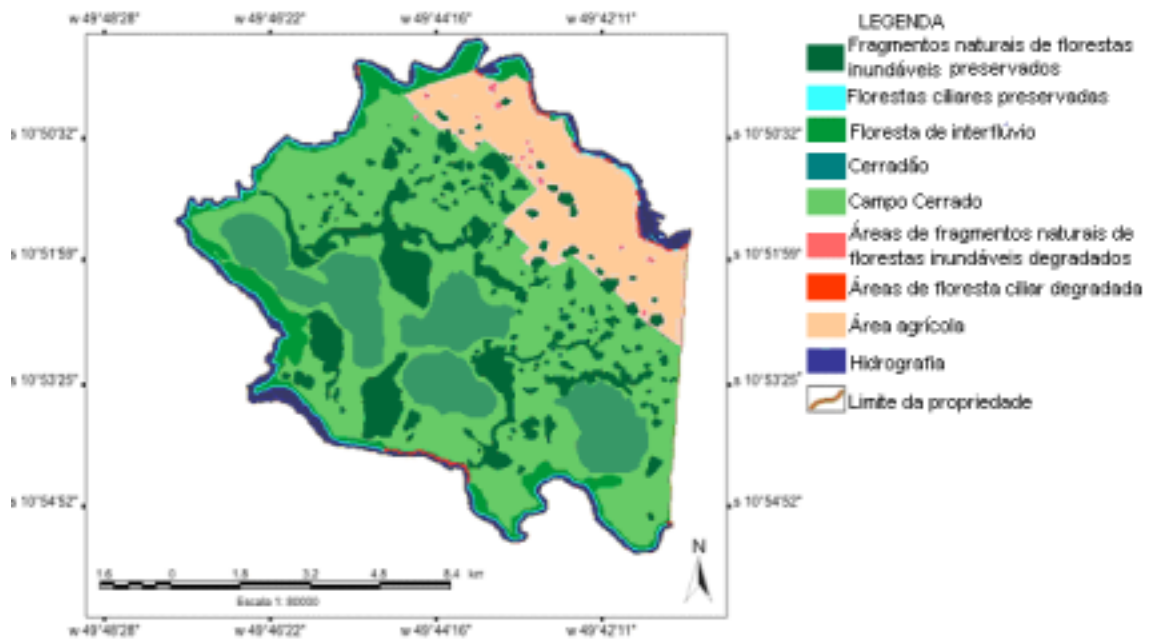 w 49°48'28" w 49°46'22" w 49°44'16" w 49°42'11"
s 10°50'32" s 10°50'32"
s 10°51'59" s 10°51'59"
s 10°53'25" s 10°53'25"
s 10°54'52" s 10°54'52"
N
1.6 0 1.6 3.2 4.8 6.4 km
Escala 1: 80000
w 49°48'28" w 49°46'22" w 49°44'16" w 49°42'11"
LEGENDA
Fragmentos naturais de florestas
inundáveis preservados
Florestas ciliares preservadas
Floresta de interflúvio
Cerradão
Campo Cerrado
Áreas de fragmentos naturais de
florestas inundáveis degradados
Áreas de floresta ciliar degradada
Área agrícola
Hidrografia
Limite da propriedade